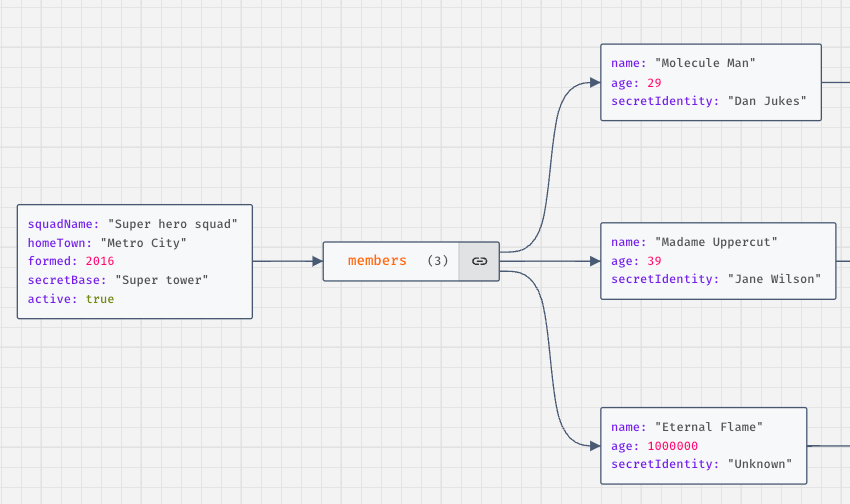 squadName: "Super hero squad"
homeTown: "Metro City"
formed: 2016
secretBase: "Super tower"
active: true
members (3)
name: "Molecule Man"
age: 29
secretIdentity: "Dan Jukes"
name: "Madame Uppercut"
age: 39
secretIdentity: "Jane Wilson"
name: "Eternal Flame"
age: 1000000
secretIdentity: "Unknown"